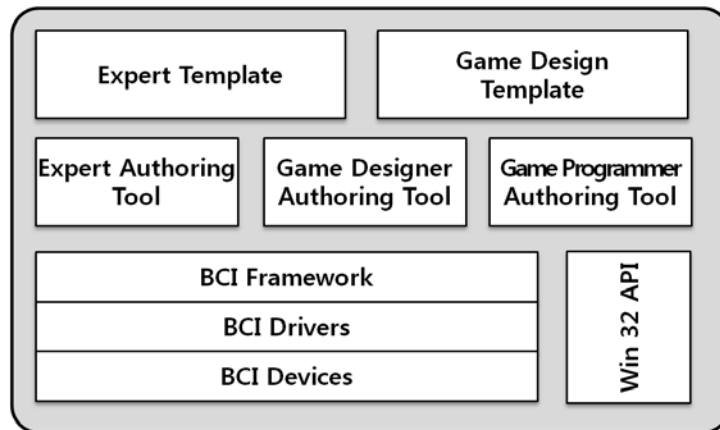 Expert Template
Game Design
Template
Expert Authoring
Tool
Game Designer
Authoring Tool
Game Programmer
Authoring Tool
BCI Framework
BCI Drivers
BCI Devices
Win 32 API